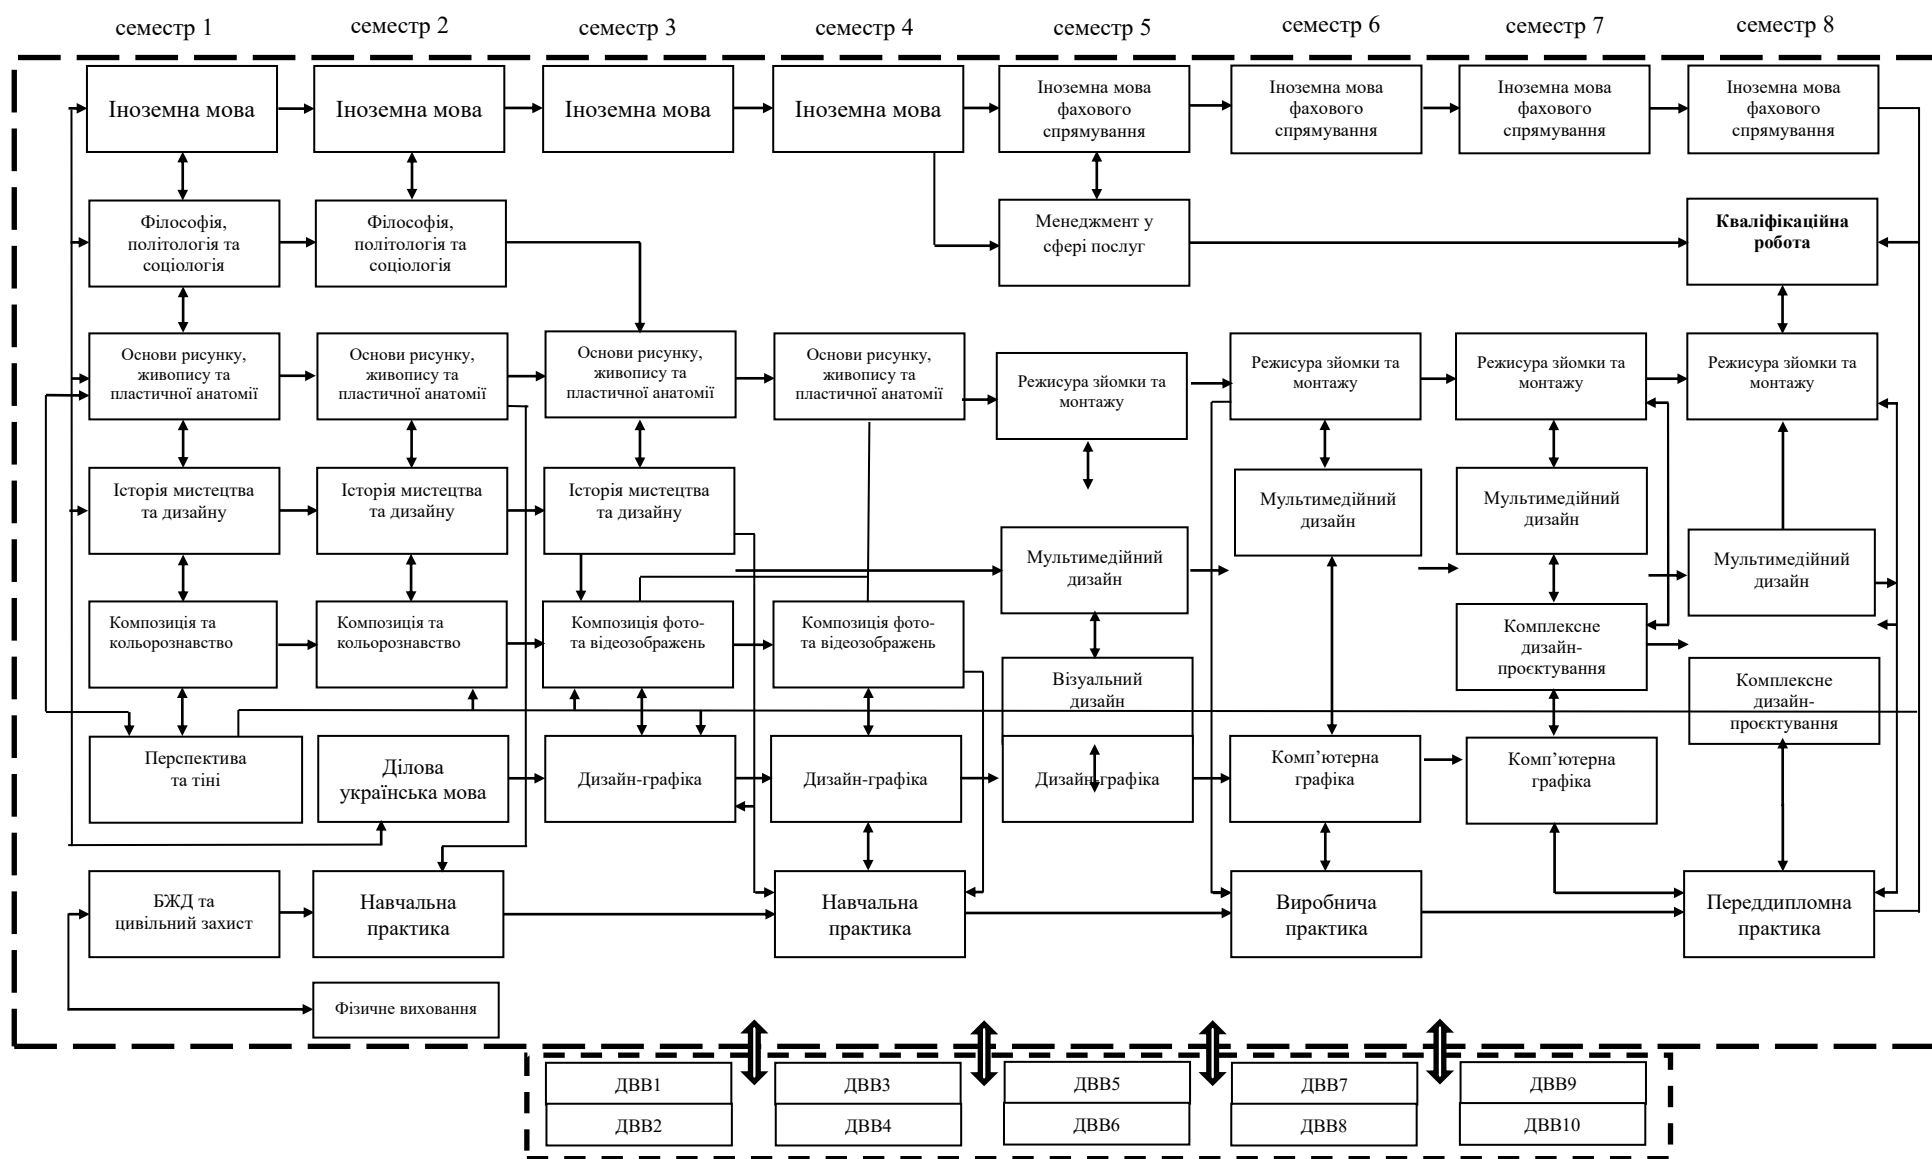 семестр 1
семестр 2
семестр 3
семестр 4
семестр 5
семестр 6
семестр 7
семестр 8
Іноземна мова
Іноземна мова
Іноземна мова
Іноземна мова
Іноземна мова
фахового
спрямування
Іноземна мова
фахового
спрямування
Іноземна мова
фахового
спрямування
Іноземна мова
фахового
спрямування
Філософія,
політологія та
соціологія
Філософія,
політологія та
соціологія
Менеджмент у
сфері послуг
Кваліфікаційна
робота
Основи рисунку,
живопису та
пластичної анатомії
Основи рисунку,
живопису та
пластичної анатомії
Основи рисунку,
живопису та
пластичної анатомії
Основи рисунку,
живопису та
пластичної анатомії
Режисура зйомки та
монтажу
Режисура зйомки та
монтажу
Режисура зйомки та
монтажу
Режисура зйомки та
монтажу
Історія мистецтва
та дизайну
Історія мистецтва
та дизайну
Історія мистецтва
та дизайну
Мультимедійний
дизайн
Мультимедійний
дизайн
Мультимедійний
дизайн
Мультимедійний
дизайн
Композиція та
кольорознавство
Композиція та
кольорознавство
Композиція фото-
та відеозображень
Композиція фото-
та відеозображень
Візуальний
дизайн
Комплексне
дизайн-
проєктування
Комплексне
дизайн-
проєктування
Перспектива
та тіні
Ділова
українська мова
Дизайн-графіка
Дизайн-графіка
Дизайн-графіка
Комп’ютерна
графіка
Комп’ютерна
графіка
БЖД та
цивільний захист
Навчальна
практика
Навчальна
практика
Виробнича
практика
Переддипломна
практика
Фізичне виховання
ДВВ1
ДВВ3
ДВВ5
ДВВ7
ДВВ9
ДВВ2
ДВВ4
ДВВ6
ДВВ8
ДВВ10